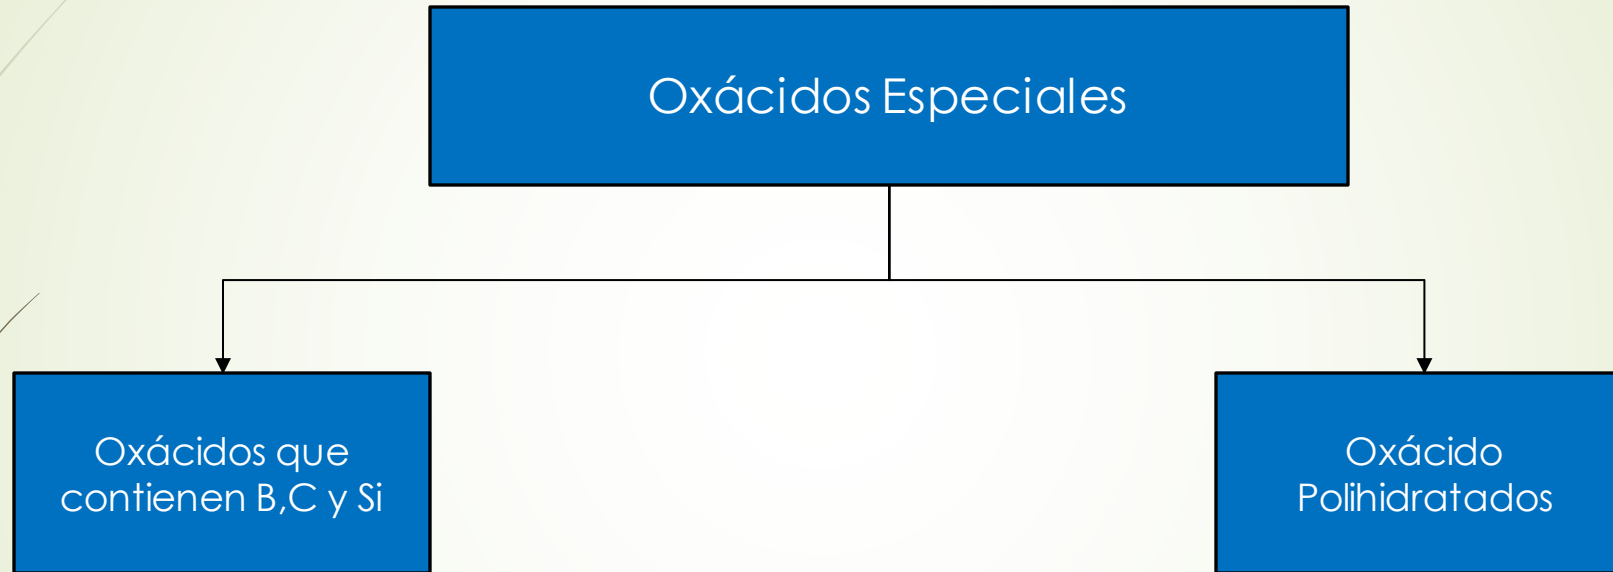 Oxácidos Especiales
Oxácidos que
contienen B,C y Si
Oxácido
Polihidratados